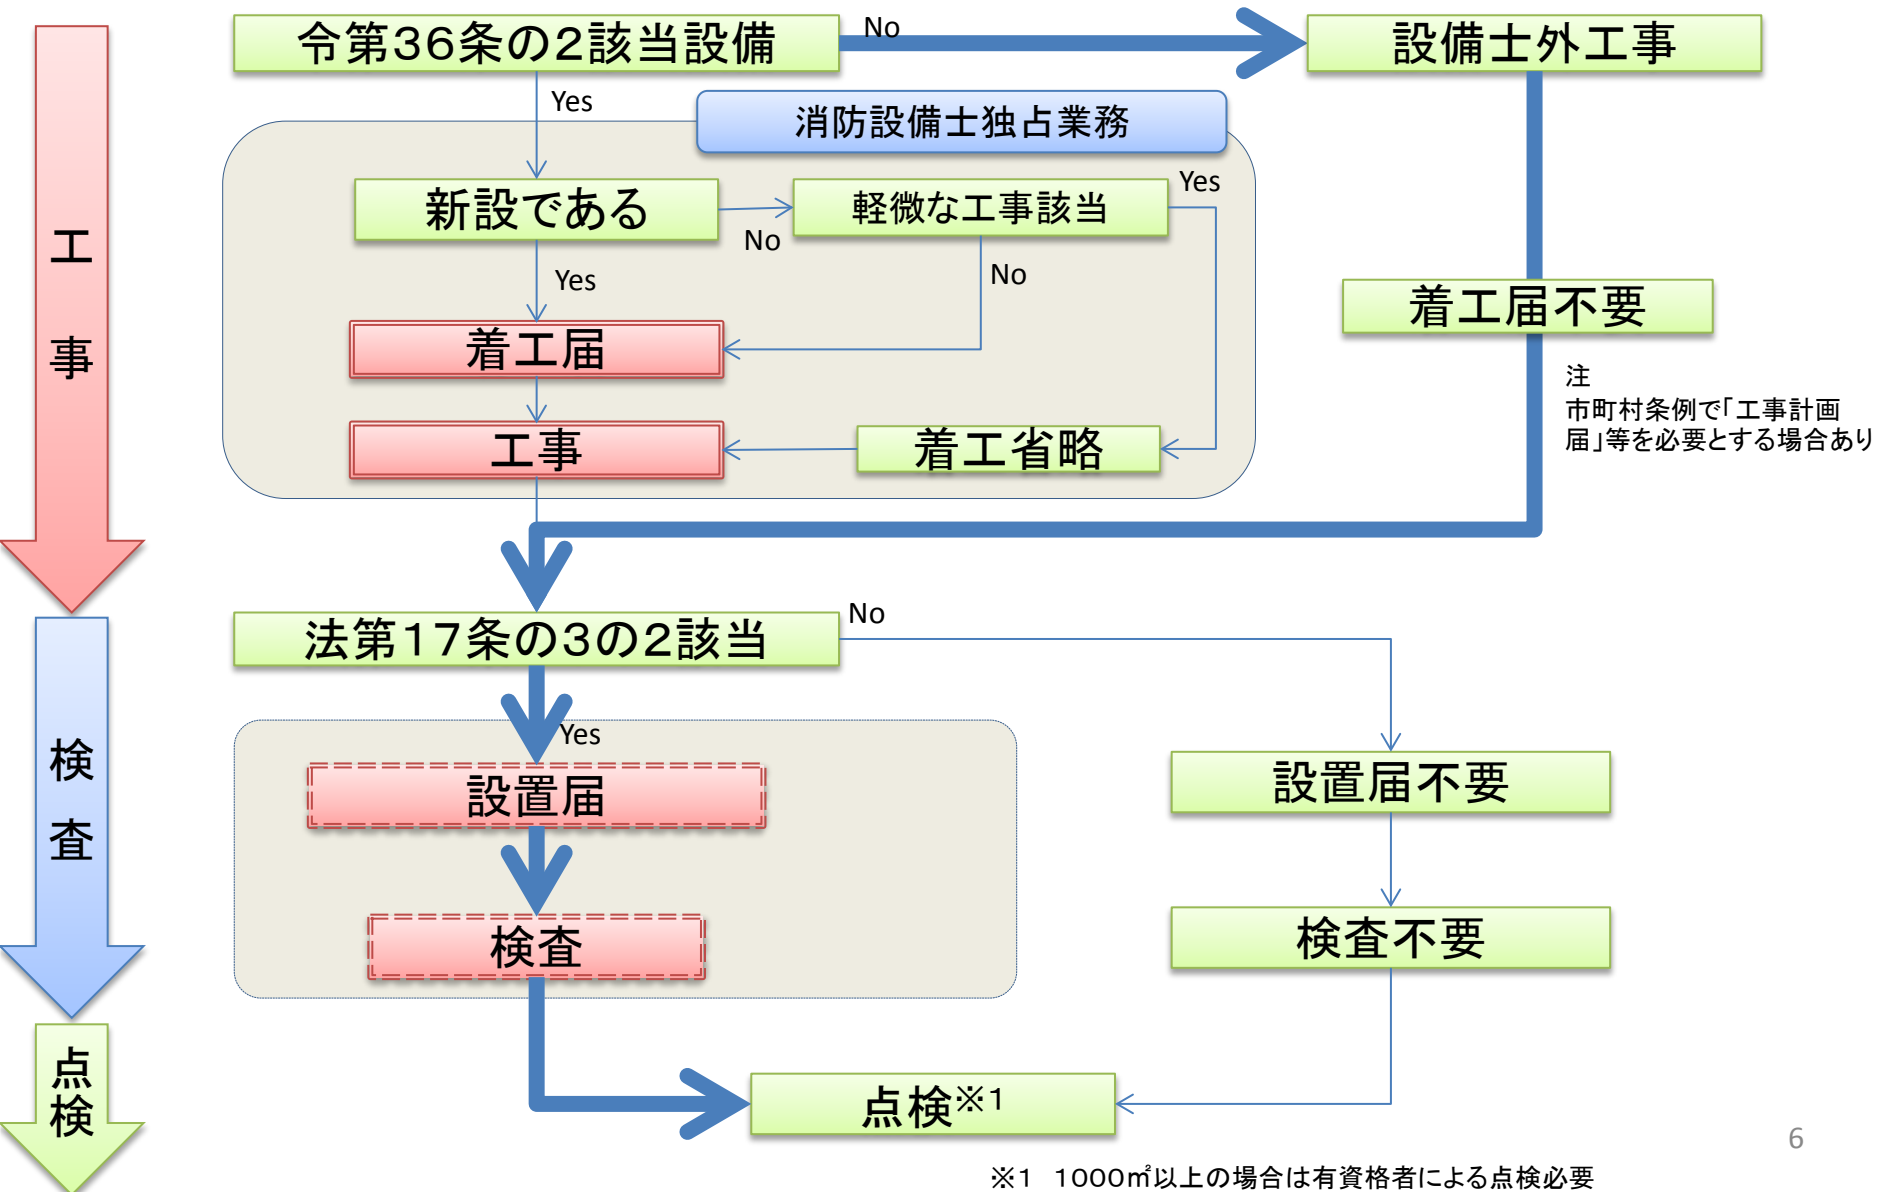 工事
令第36条の2該当設備
No
設備士外工事
Yes
消防設備士独占業務
新設である
No
軽微な工事該当
Yes
Yes
No
着工届
着工届不要
注
市町村条例で「工事計画
届」等を必要とする場合あり
工事
着工省略
検査
法第17条の3の2該当
No
Yes
設置届
設置届不要
検査
検査不要
点検
点検※1
6
※1 1000㎡以上の場合は有資格者による点検必要